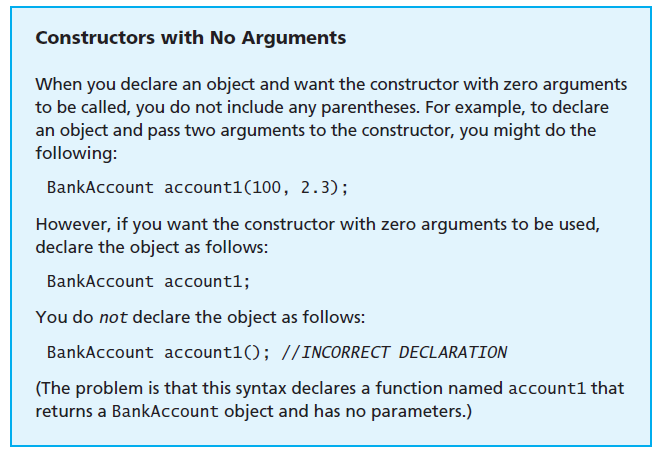 Constructors with No Arguments
When you declare an object and want the constructor with zero arguments
to be called, you do not include any parentheses. For example, to declare
an object and pass two arguments to the constructor, you might do the
following:
BankAccount account1(100, 2.3);
However, if you want the constructor with zero arguments to be used,
declare the object as follows:
BankAccount account1;
You do not declare the object as follows:
BankAccount account1(); //INCORRECT DECLARATION
(The problem is that this syntax declares a function named account1 that
returns a BankAccount object and has no parameters.)